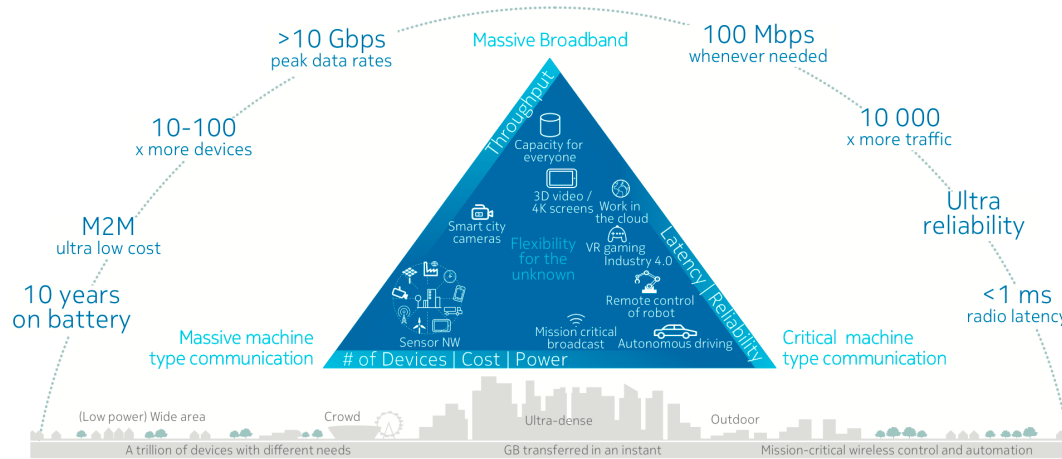 Massive Broadband
>10 Gbps
peak data rates
100 Mbps
whenever needed
10-100
x more devices
10 000
x more traffic
M2M
ultra low cost
Ultra
reliability
10 years
on battery
<1 ms
radio latency
Throughput
Capacity for
everyone
3D video /
4K screens
Work in
the cloud
Smart city
cameras
Flexibility
for the
unknown
VR gaming
Industry 4.0
Latency | Reliability
Remote control
of robot
Sensor NW
Mission critical
broadcast
Autonomous driving
# of Devices | Cost | Power
Massive machine
type communication
Critical machine
type communication
(Low power) Wide area
Crowd
Ultra-dense
Outdoor
A trillion of devices with different needs
GB transferred in an instant
Mission-critical wireless control and automation